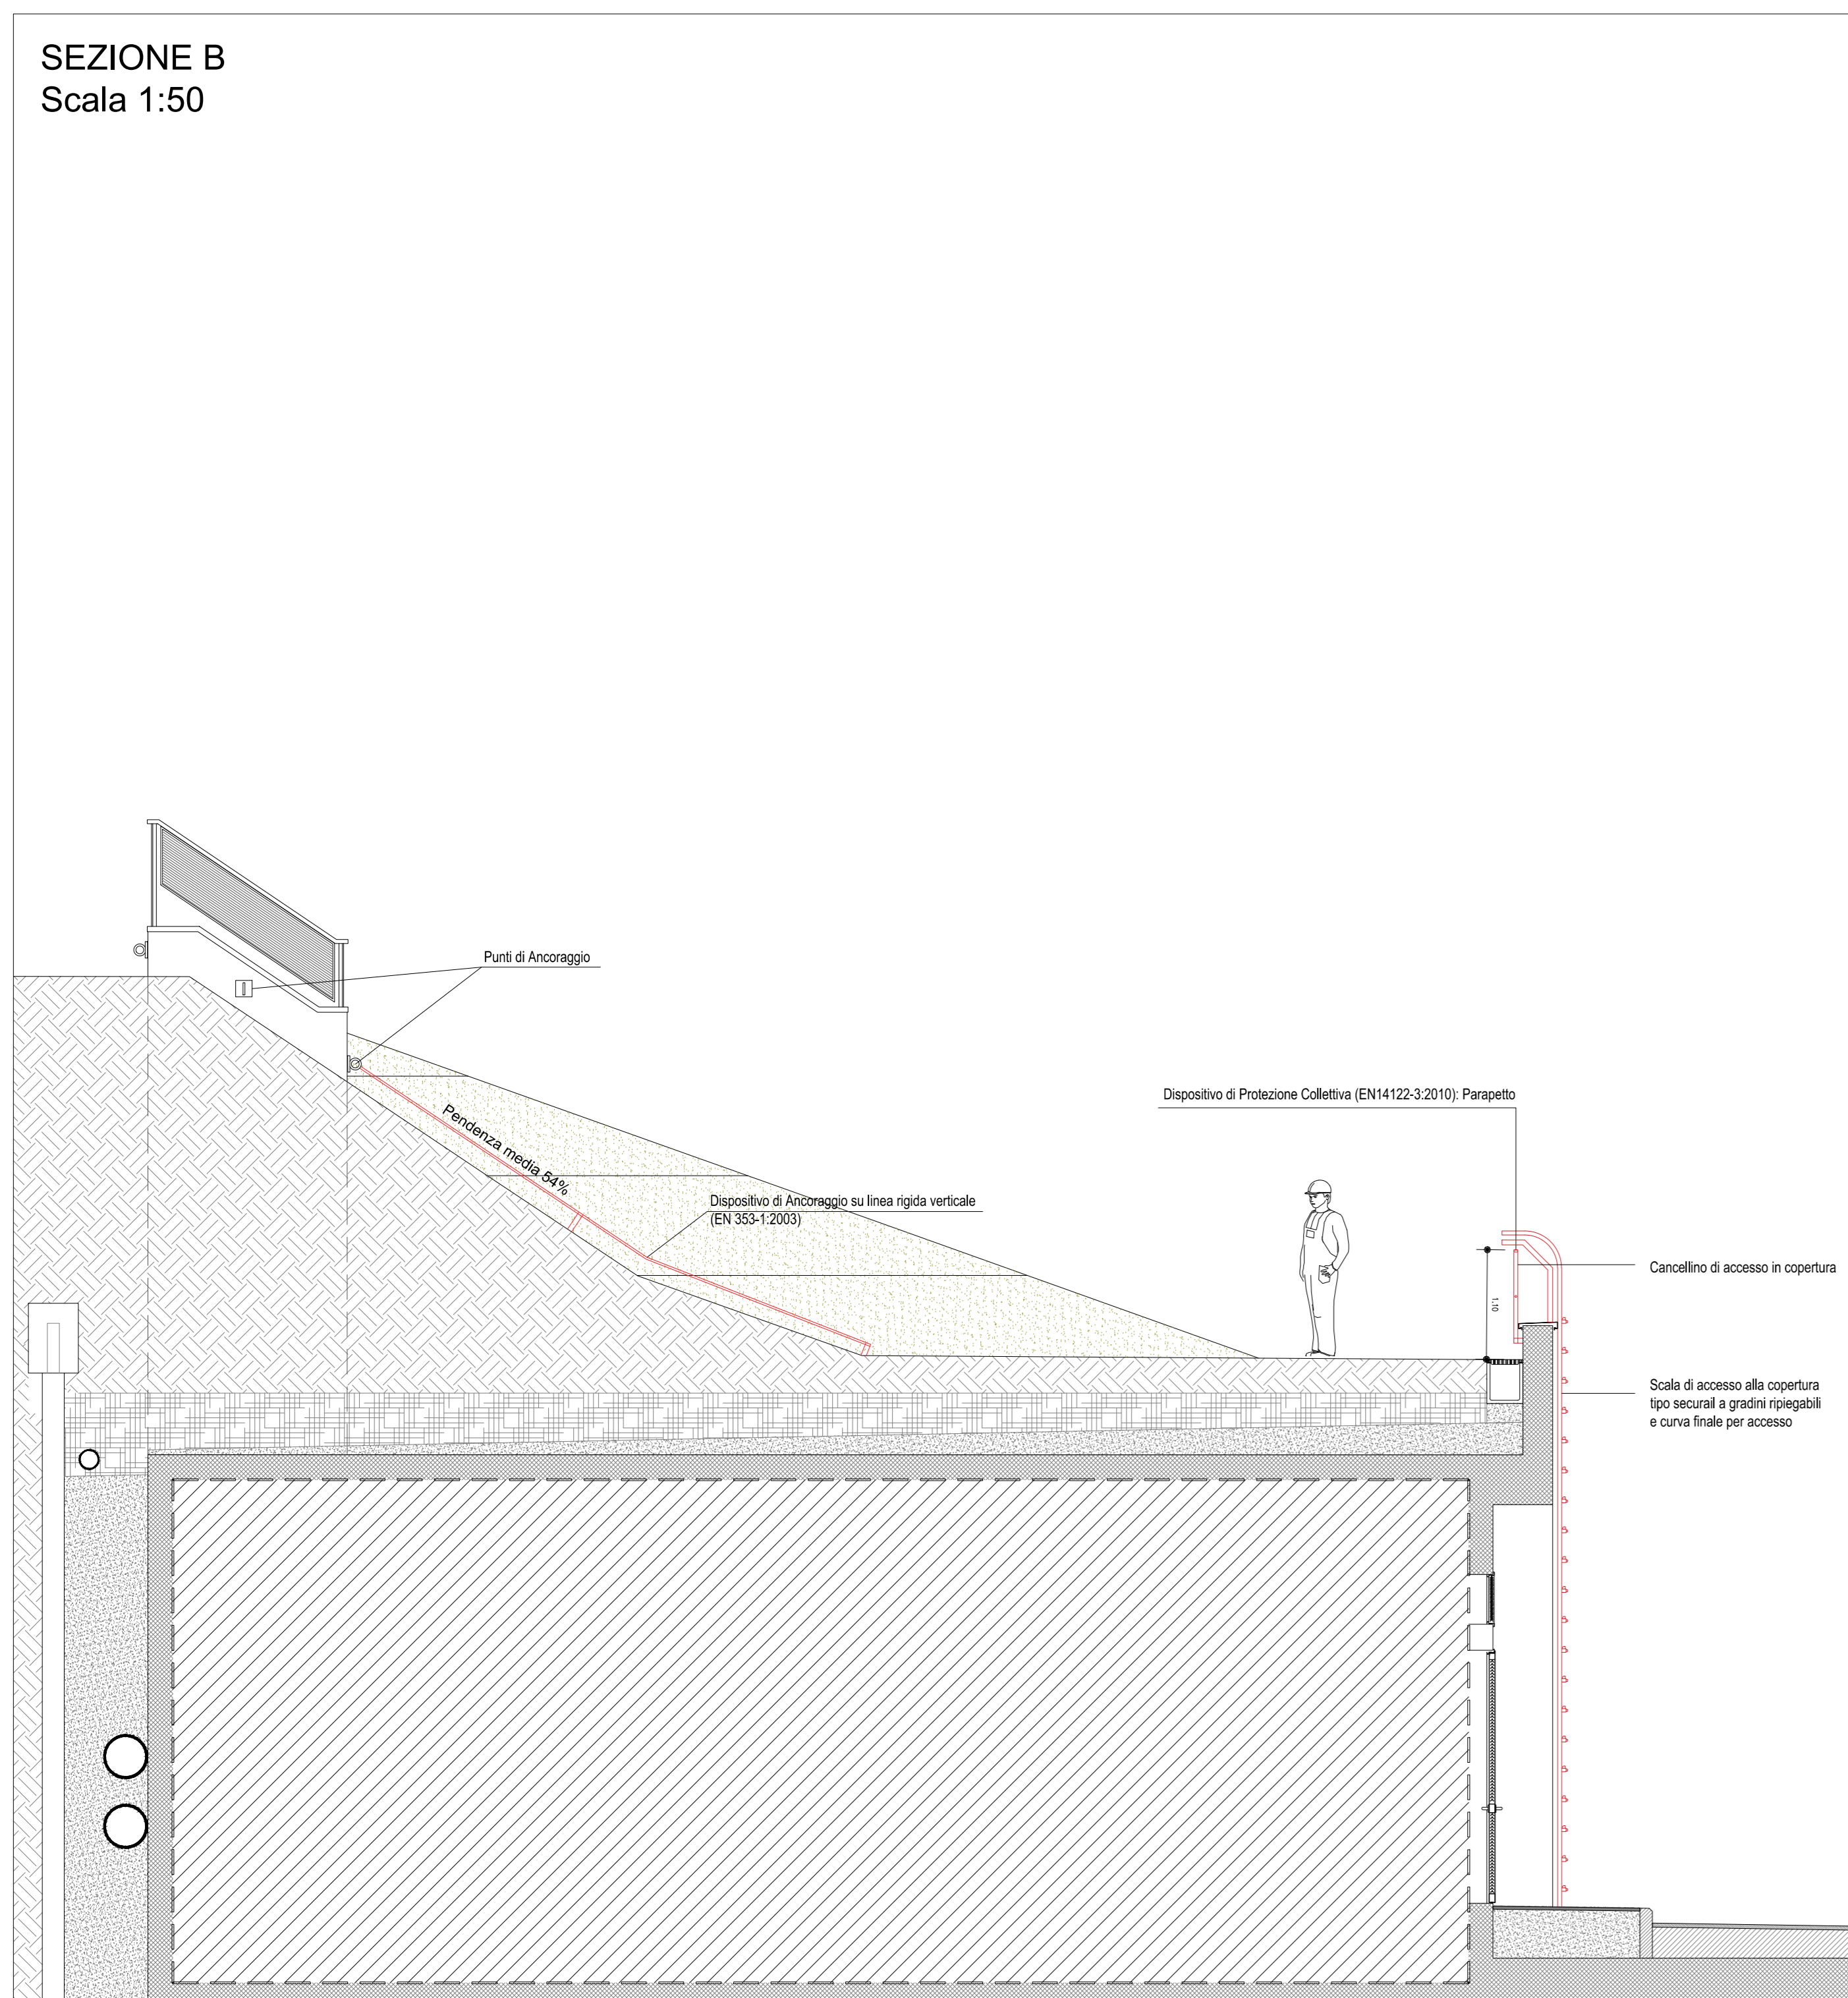 SEZIONE B
Scala 1:50
Punti di Ancoraggio
Pendenza media 54%
Dispositivo di Ancoraggio su linea rigida verticale
(EN 353-1:2003)
Dispositivo di Protezione Collettiva (EN14122-3:2010): Parapetto
1.10
Cancellino di accesso in copertura
Scala di accesso alla copertura
tipo securail a gradini ripiegabili
e curva finale per accesso